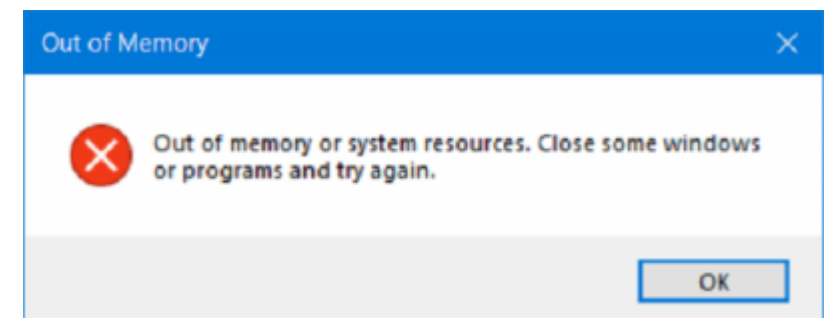 Out of Memory
Out of memory or system resources. Close some windows
or programs and try again.
OK